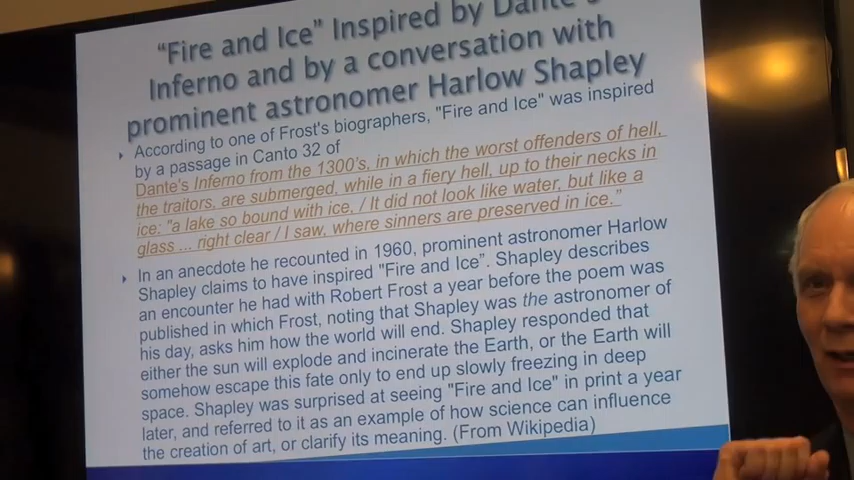 "Fire and Ice" Inspired by Dante's
Inferno and by a conversation with
prominent astronomer Harlow Shapley
According to one of Frost's biographers, "Fire and Ice" was inspired
by a passage in Canto 32 of
Dante's Inferno from the 1300's, in which the worst offenders of hell,
the traitors, are submerged, while in a fiery hell, up to their necks in
ice: "a lake so bound with ice, / It did not look like water, but like a
glass ... right clear / I saw, where sinners are preserved in ice."
In an anecdote he recounted in 1960, prominent astronomer Harlow
Shapley claims to have inspired "Fire and Ice". Shapley describes
an encounter he had with Robert Frost a year before the poem was
published in which Frost, noting that Shapley was the astronomer of
his day, asks him how the world will end. Shapley responded that
either the sun will explode and incinerate the Earth, or the Earth will
somehow escape this fate only to end up slowly freezing in deep
space. Shapley was surprised at seeing "Fire and Ice" in print a year
later, and referred to it as an example of how science can influence
the creation of art, or clarify its meaning. (From Wikipedia)